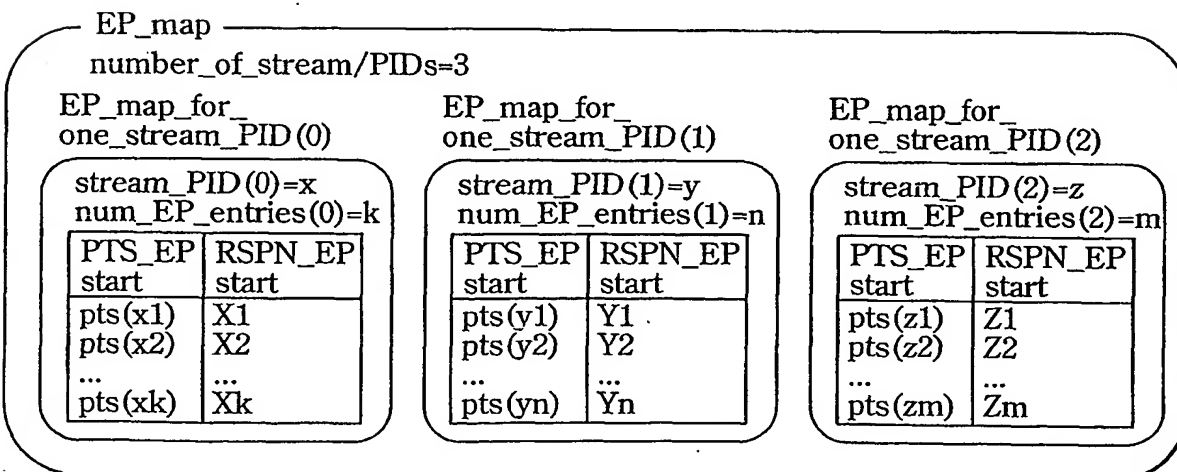 EP_map
number_of_stream/PIDs=3
EP_map_for_
one_stream_PID(0)
stream_PID(0)=x
num_EP_entries(0)=k
PTS_EP RSPN_EP
start start
pts(x1) X1
pts(x2) X2
... ...
pts(xk) Xk
EP_map_for_
one_stream_PID(1)
stream_PID(1)=y
num_EP_entries(1)=n
PTS_EP RSPN_EP
start start
pts(y1) Y1
pts(y2) Y2
... ...
pts(yn) Yn
EP_map_for_
one_stream_PID(2)
stream_PID(2)=z
num_EP_entries(2)=m
PTS_EP RSPN_EP
start start
pts(z1) Z1
pts(z2) Z2
... ...
pts(zm) Zm